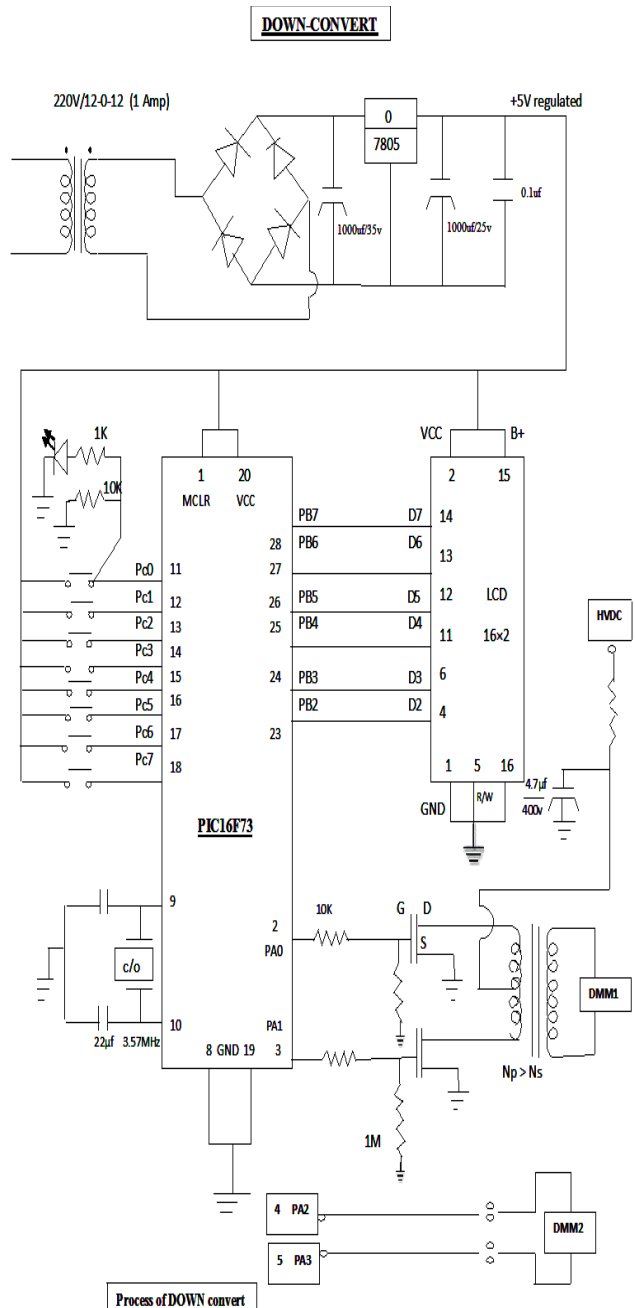 DOWN-CONVERT
220V/12-0-12 (1 Amp)
+5V regulated
0
7805
1000uf/35v
1000uf/25v
0.1uf
1K
10K
1 20
MCLR VCC
VCC B+
2 15
PB7 D7 14
28 PB6 D6
27 13
Pc0 11
Pc1 12
Pc2 13
Pc3 14
Pc4 15
Pc5 16
Pc6 17
Pc7 18
26 PB5 D5 12 LCD
25 PB4 D4 11 16×2
24 PB3 D3 6
23 PB2 D2 4
HVDC
1 5 16
GND R/W
4.7µf
400v
PIC16F73
9
c/o
10
22µf 3.57MHz
2
PA0
10K
G D
S
PA1
3
8 GND 19
1M
DMM1
Np > Ns
4 PA2
5 PA3
DMM2
Process of DOWN convert